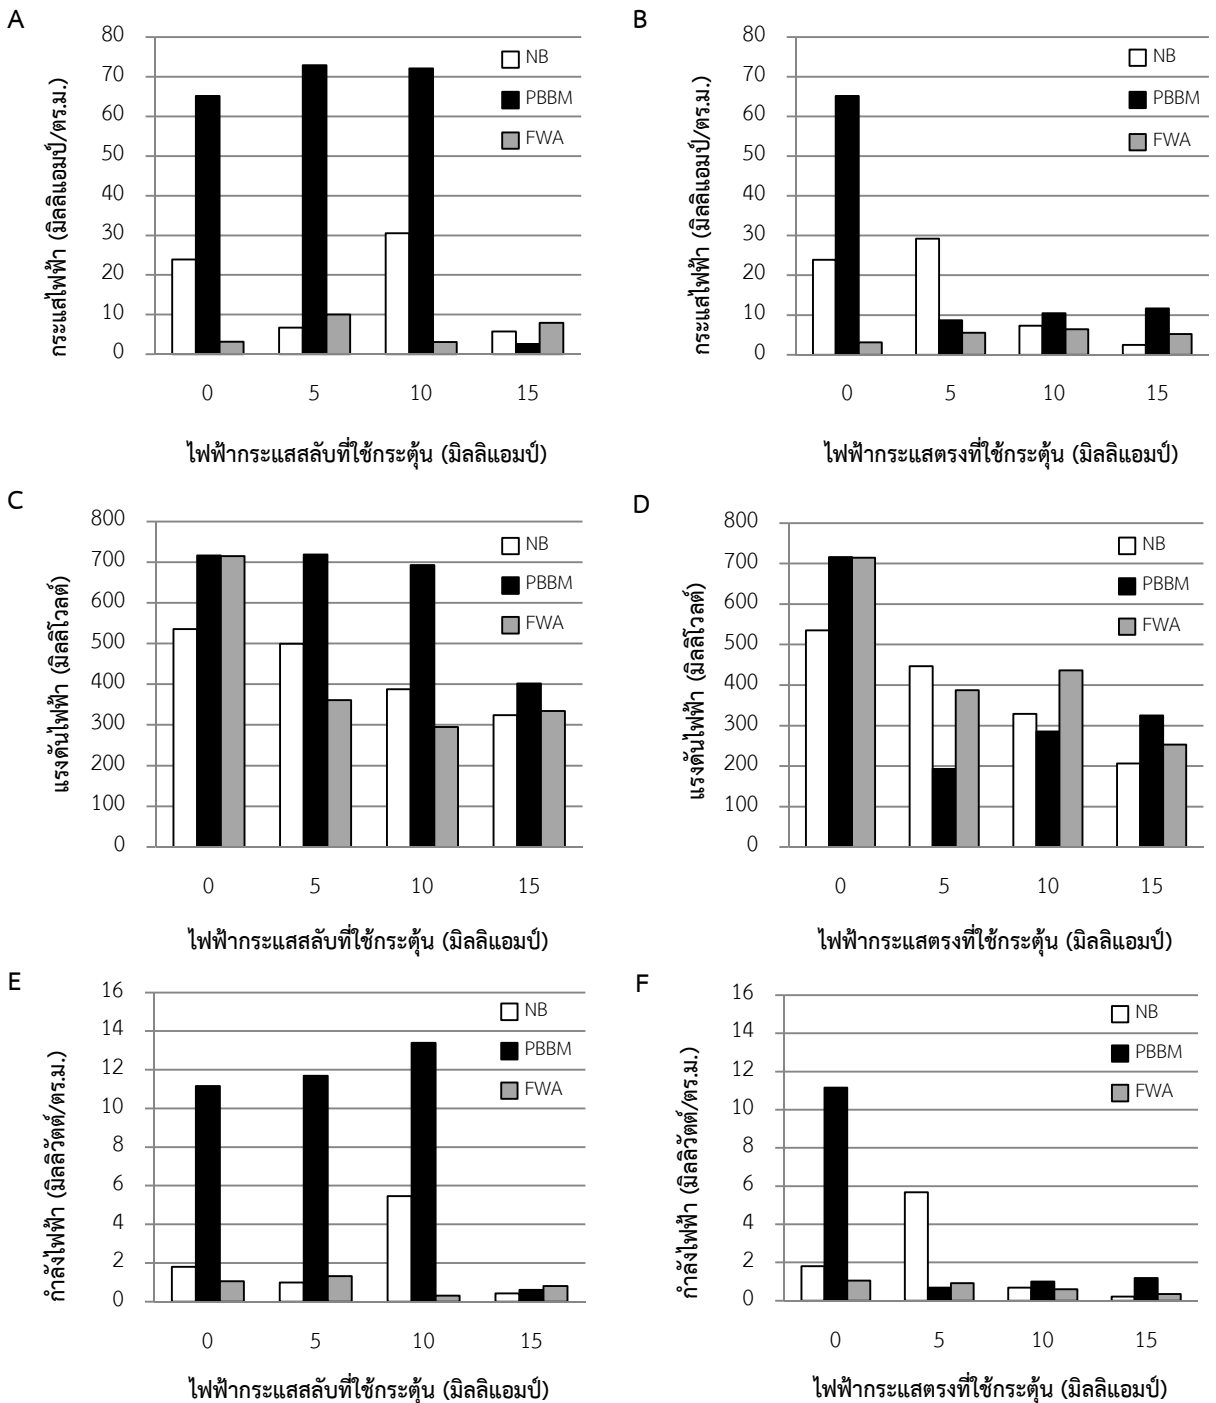 A
80
70
60
50
40
30
20
10
0
0 5 10 15
NB
PBBM
FWA
กระแสไฟฟ้า (มิลลิแอมป์/ตร.ม.)
ไฟฟ้ากระแสสลับที่ใช้กระตุ้น (มิลลิแอมป์)
B
80
70
60
50
40
30
20
10
0
0 5 10 15
NB
PBBM
FWA
กระแสไฟฟ้า (มิลลิแอมป์/ตร.ม.)
ไฟฟ้ากระแสตรงที่ใช้กระตุ้น (มิลลิแอมป์)
C
800
700
600
500
400
300
200
100
0
0 5 10 15
NB
PBBM
FWA
แรงดันไฟฟ้า (มิลลิโวลต์)
ไฟฟ้ากระแสสลับที่ใช้กระตุ้น (มิลลิแอมป์)
D
800
700
600
500
400
300
200
100
0
0 5 10 15
NB
PBBM
FWA
แรงดันไฟฟ้า (มิลลิโวลต์)
ไฟฟ้ากระแสตรงที่ใช้กระตุ้น (มิลลิแอมป์)
E
16
14
12
10
8
6
4
2
0
0 5 10 15
NB
PBBM
FWA
กำลังไฟฟ้า (มิลลิวัตต์/ตร.ม.)
ไฟฟ้ากระแสสลับที่ใช้กระตุ้น (มิลลิแอมป์)
F
16
14
12
10
8
6
4
2
0
0 5 10 15
NB
PBBM
FWA
กำลังไฟฟ้า (มิลลิวัตต์/ตร.ม.)
ไฟฟ้ากระแสตรงที่ใช้กระตุ้น (มิลลิแอมป์)